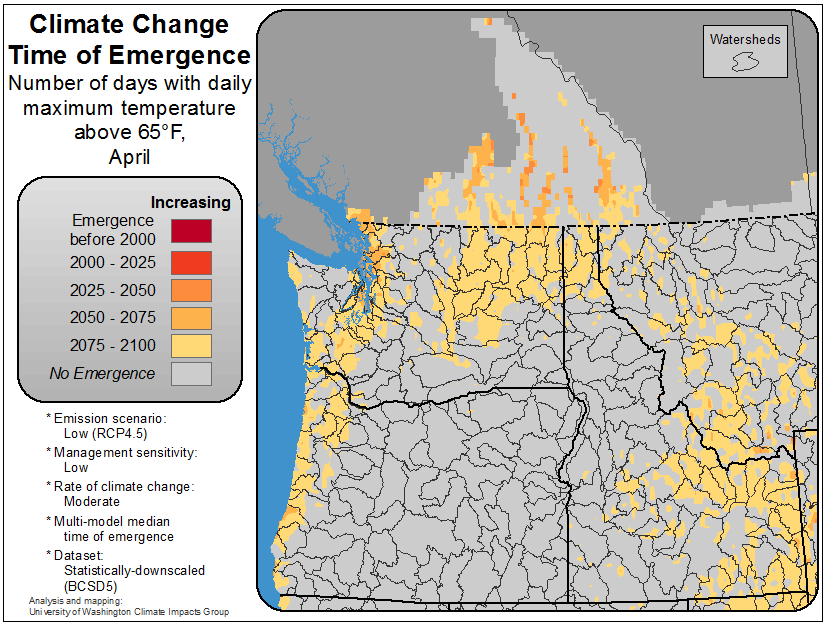 Climate Change
Time of Emergence
Number of days with daily
maximum temperature
above 65°F,
April
Watersheds
Increasing
Emergence
before 2000
2000 - 2025
2025 - 2050
2050 - 2075
2075 - 2100
No Emergence
* Emission scenario:
Low (RCP4.5)
* Management sensitivity:
Low
* Rate of climate change:
Moderate
* Multi-model median
time of emergence
* Dataset:
Statistically-downscaled
(BCSD5)
Analysis and mapping:
University of Washington Climate Impacts Group